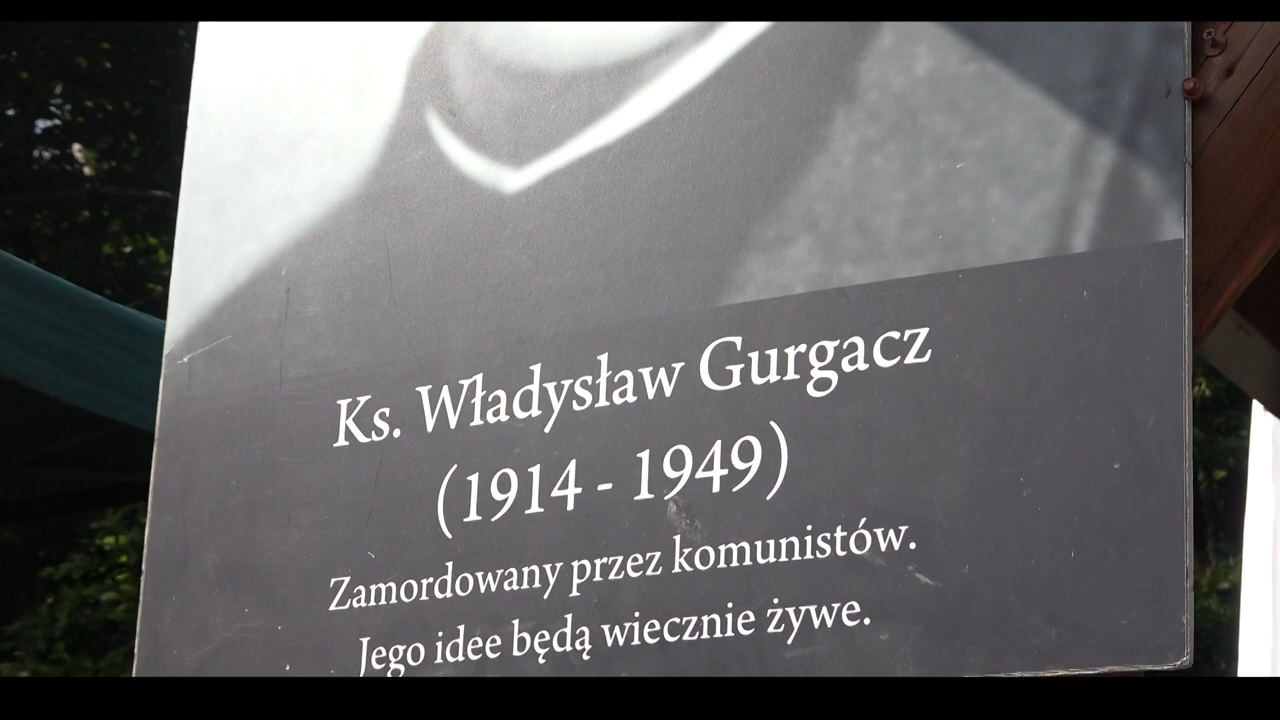 Ks. Władysław Gurgacz
(1914 - 1949)
Zamordowany przez komunistów.
Jego idee będą wiecznie żywe.